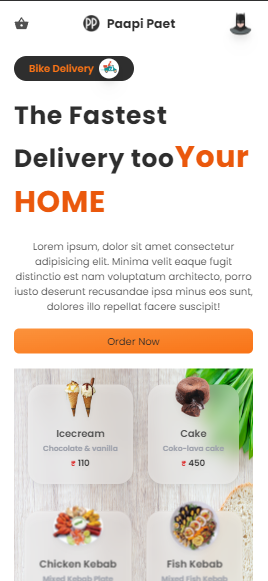 PP Paapi Paet
Bike Delivery
The Fastest
Delivery too Your
HOME
Lorem ipsum, dolor sit amet consectetur
adipisicing elit. Minima velit eaque fugit
distinctio est nam voluptatum architecto, porro
iusto deserunt recusandae ipsa minus eos sunt,
dolores illo repellat facere suscipit!
Order Now
Icecream
Chocolate & vanilla
₹ 110
Cake
Coko-lava cake
₹ 450
Chicken Kebab
Mixed Kebab Plate
Fish Kebab
Mixed Fish Kebab